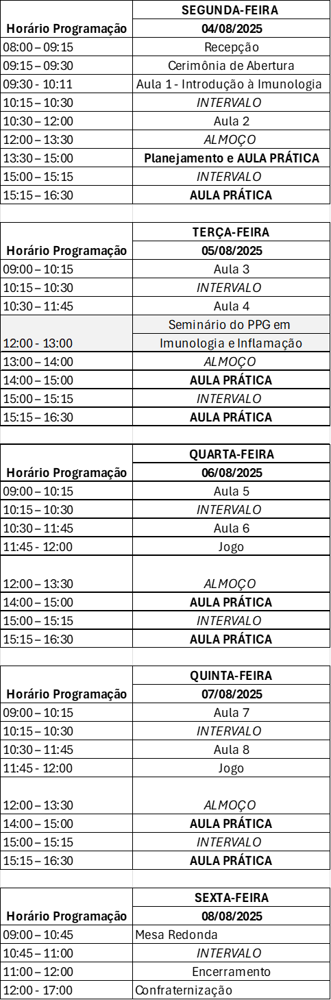 SEGUNDA-FEIRA
Horário Programação 04/08/2025
08:00 – 09:15 Recepção
09:15 – 09:30 Cerimônia de Abertura
09:30 - 10:11 Aula 1 - Introdução à Imunologia
10:15 – 10:30 INTERVALO
10:30 – 12:00 Aula 2
12:00 – 13:30 ALMOÇO
13:30 – 15:00 Planejamento e AULA PRÁTICA
15:00 – 15:15 INTERVALO
15:15 – 16:30 AULA PRÁTICA
TERÇA-FEIRA
Horário Programação 05/08/2025
09:00 – 10:15 Aula 3
10:15 – 10:30 INTERVALO
10:30 – 11:45 Aula 4
Seminário do PPG em
12:00 - 13:00 Imunologia e Inflamação
13:00 – 14:00 ALMOÇO
14:00 – 15:00 AULA PRÁTICA
15:00 – 15:15 INTERVALO
15:15 – 16:30 AULA PRÁTICA
QUARTA-FEIRA
Horário Programação 06/08/2025
09:00 – 10:15 Aula 5
10:15 – 10:30 INTERVALO
10:30 – 11:45 Aula 6
11:45 - 12:00 Jogo
12:00 – 13:30 ALMOÇO
14:00 – 15:00 AULA PRÁTICA
15:00 – 15:15 INTERVALO
15:15 – 16:30 AULA PRÁTICA
QUINTA-FEIRA
Horário Programação 07/08/2025
09:00 – 10:15 Aula 7
10:15 – 10:30 INTERVALO
10:30 – 11:45 Aula 8
11:45 - 12:00 Jogo
12:00 – 13:30 ALMOÇO
14:00 – 15:00 AULA PRÁTICA
15:00 – 15:15 INTERVALO
15:15 – 16:30 AULA PRÁTICA
SEXTA-FEIRA
Horário Programação 08/08/2025
09:00 – 10:45 Mesa Redonda
10:45 – 11:00 INTERVALO
11:00 – 12:00 Encerramento
12:00 - 17:00 Confraternização